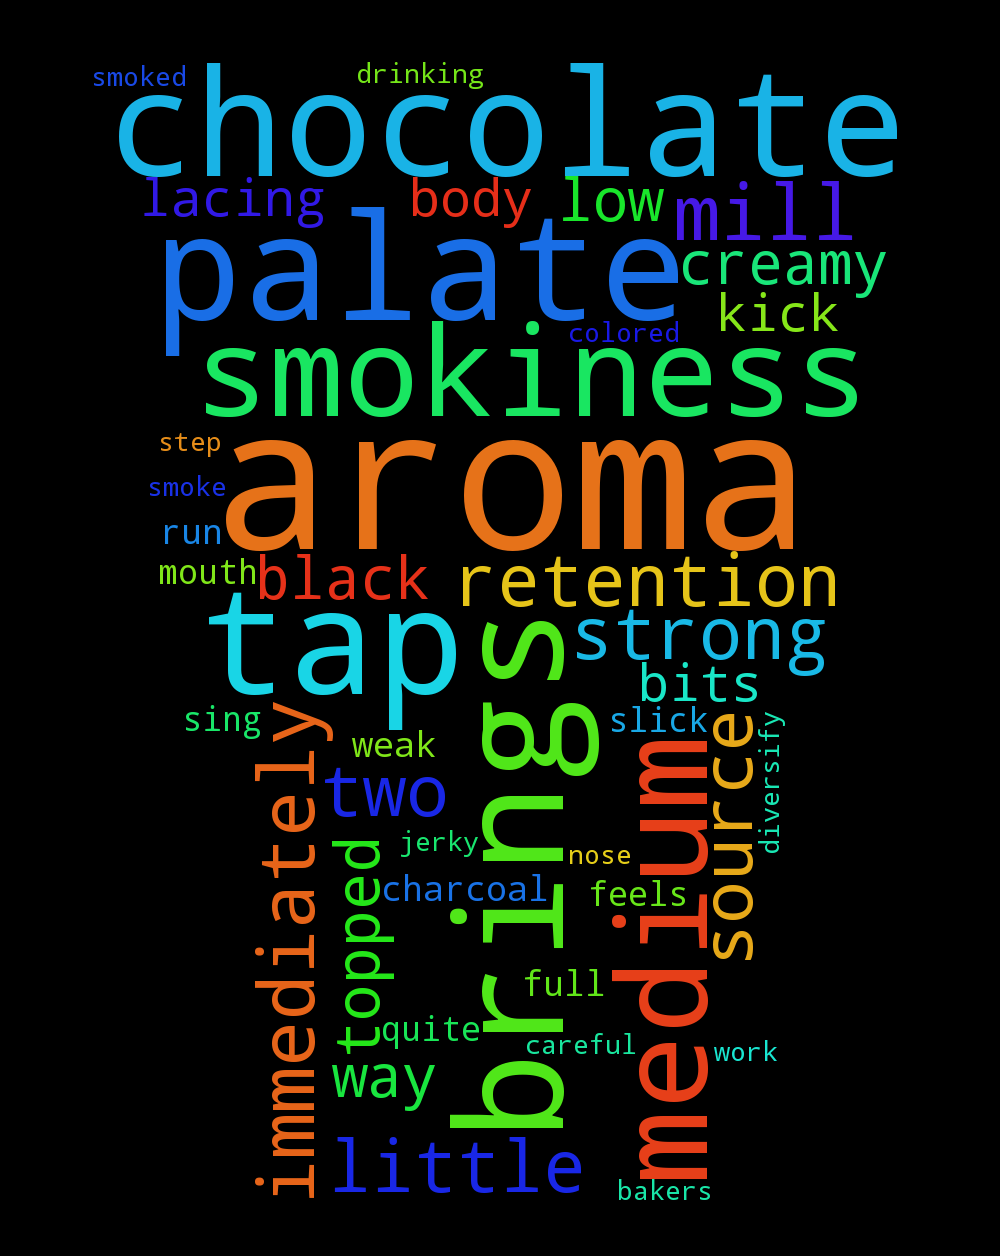 smoked
drinking
chocolate
lacing
body
low
mill
palate
creamy
kick
colored
smokiness
step
aroma
smoke
run
mouth
black
retention
tap
strong
bits
brings
sing
immediately
slick
source
diversify
weak
medium
two
topped
jerky
nose
charcoal
feels
full
quite
careful
work
way
little
bakers